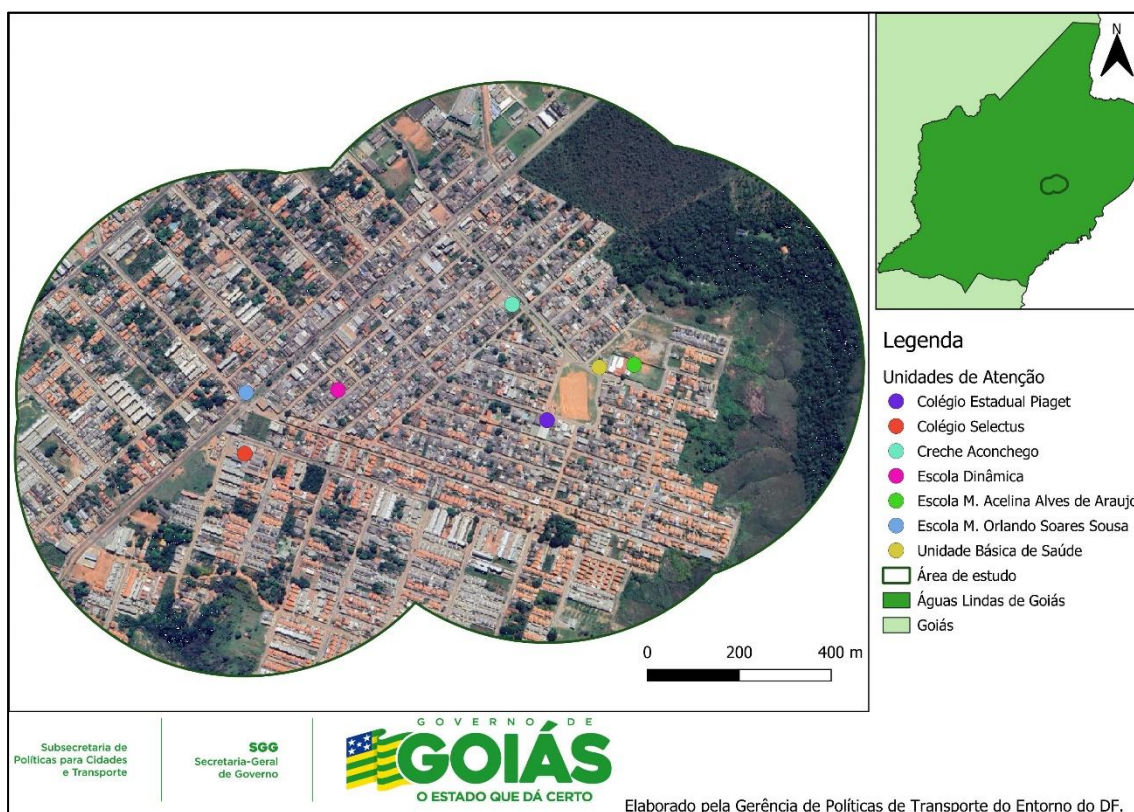 N
Legenda
Unidades de Atenção
Colégio Estadual Piaget
Colégio Selectus
Creche Aconchego
Escola Dinâmica
Escola M. Acelina Alves de Araujo
Escola M. Orlando Soares Sousa
Unidade Básica de Saúde
Área de estudo
Águas Lindas de Goiás
Goiás
0 200 400 m
Subsecretaria de
Políticas para Cidades
e Transporte
SGG
Secretaria-Geral
de Governo
GOVERNO DE
GOIÁS
O ESTADO QUE DÁ CERTO
Elaborado pela Gerência de Políticas de Transporte do Entorno do DF.